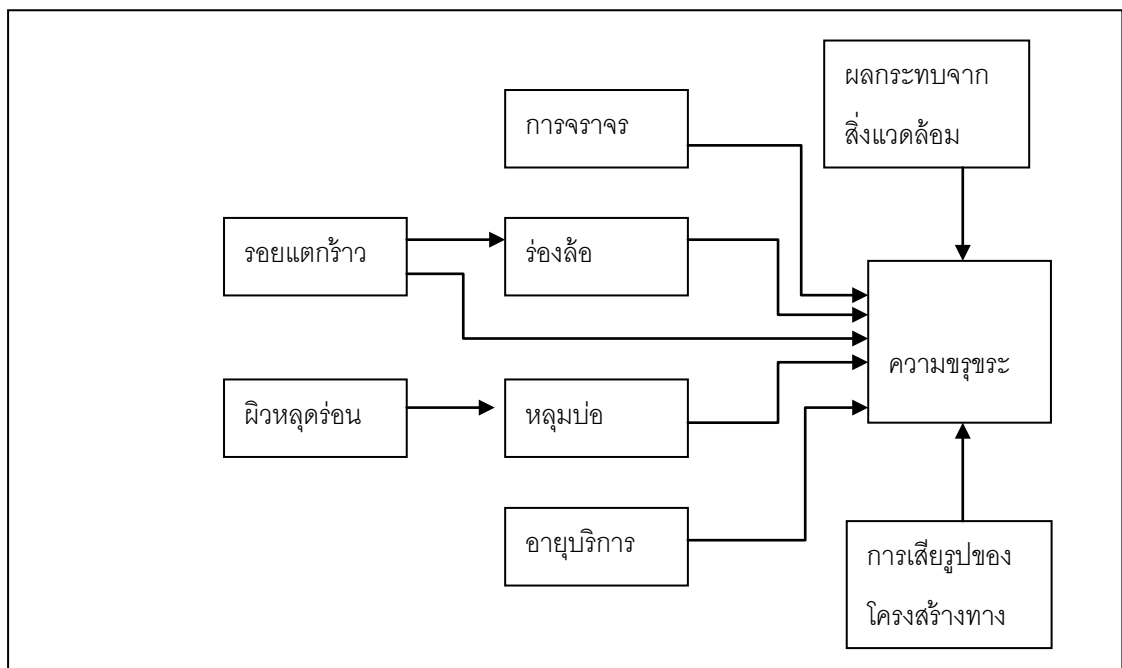 ผลกระทบจาก
สิ่งแวดล้อม
การจราจร
รอยแตกร้าว
ร่องล้อ
ความขรุขระ
ผิวหลุดร่อน
หลุมบ่อ
อายุบริการ
การเสียรูปของ
โครงสร้างทาง